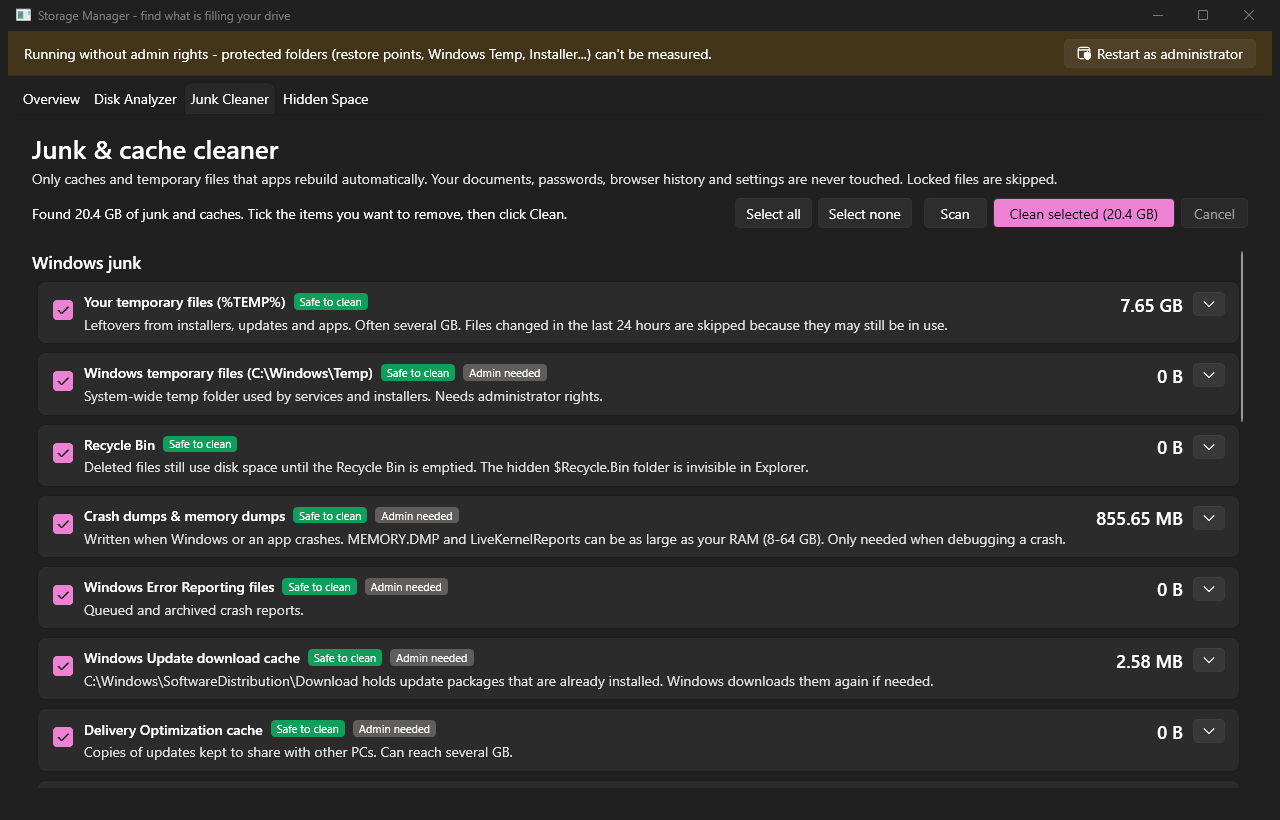 Storage Manager - find what is filling your drive
Running without admin rights - protected folders (restore points, Windows Temp, Installer...) can't be measured.
Restart as administrator
Overview
Disk Analyzer
Junk Cleaner
Hidden Space
Junk & cache cleaner
Only caches and temporary files that apps rebuild automatically. Your documents, passwords, browser history and settings are never touched. Locked files are skipped.
Found 20.4 GB of junk and caches. Tick the items you want to remove, then click Clean.
Select all
Select none
Scan
Clean selected (20.4 GB)
Cancel
Windows junk
Your temporary files (%TEMP%) Safe to clean
7.65 GB
Leftovers from installers, updates and apps. Often several GB. Files changed in the last 24 hours are skipped because they may still be in use.
Windows temporary files (C:\Windows\Temp) Safe to clean Admin needed
0 B
System-wide temp folder used by services and installers. Needs administrator rights.
Recycle Bin Safe to clean
0 B
Deleted files still use disk space until the Recycle Bin is emptied. The hidden $Recycle.Bin folder is invisible in Explorer.
Crash dumps & memory dumps Safe to clean Admin needed
855.65 MB
Written when Windows or an app crashes. MEMORY.DMP and LiveKernelReports can be as large as your RAM (8-64 GB). Only needed when debugging a crash.
Windows Error Reporting files Safe to clean Admin needed
0 B
Queued and archived crash reports.
Windows Update download cache Safe to clean Admin needed
2.58 MB
C:\Windows\SoftwareDistribution\Download holds update packages that are already installed. Windows downloads them again if needed.
Delivery Optimization cache Safe to clean Admin needed
0 B
Copies of updates kept to share with other PCs. Can reach several GB.